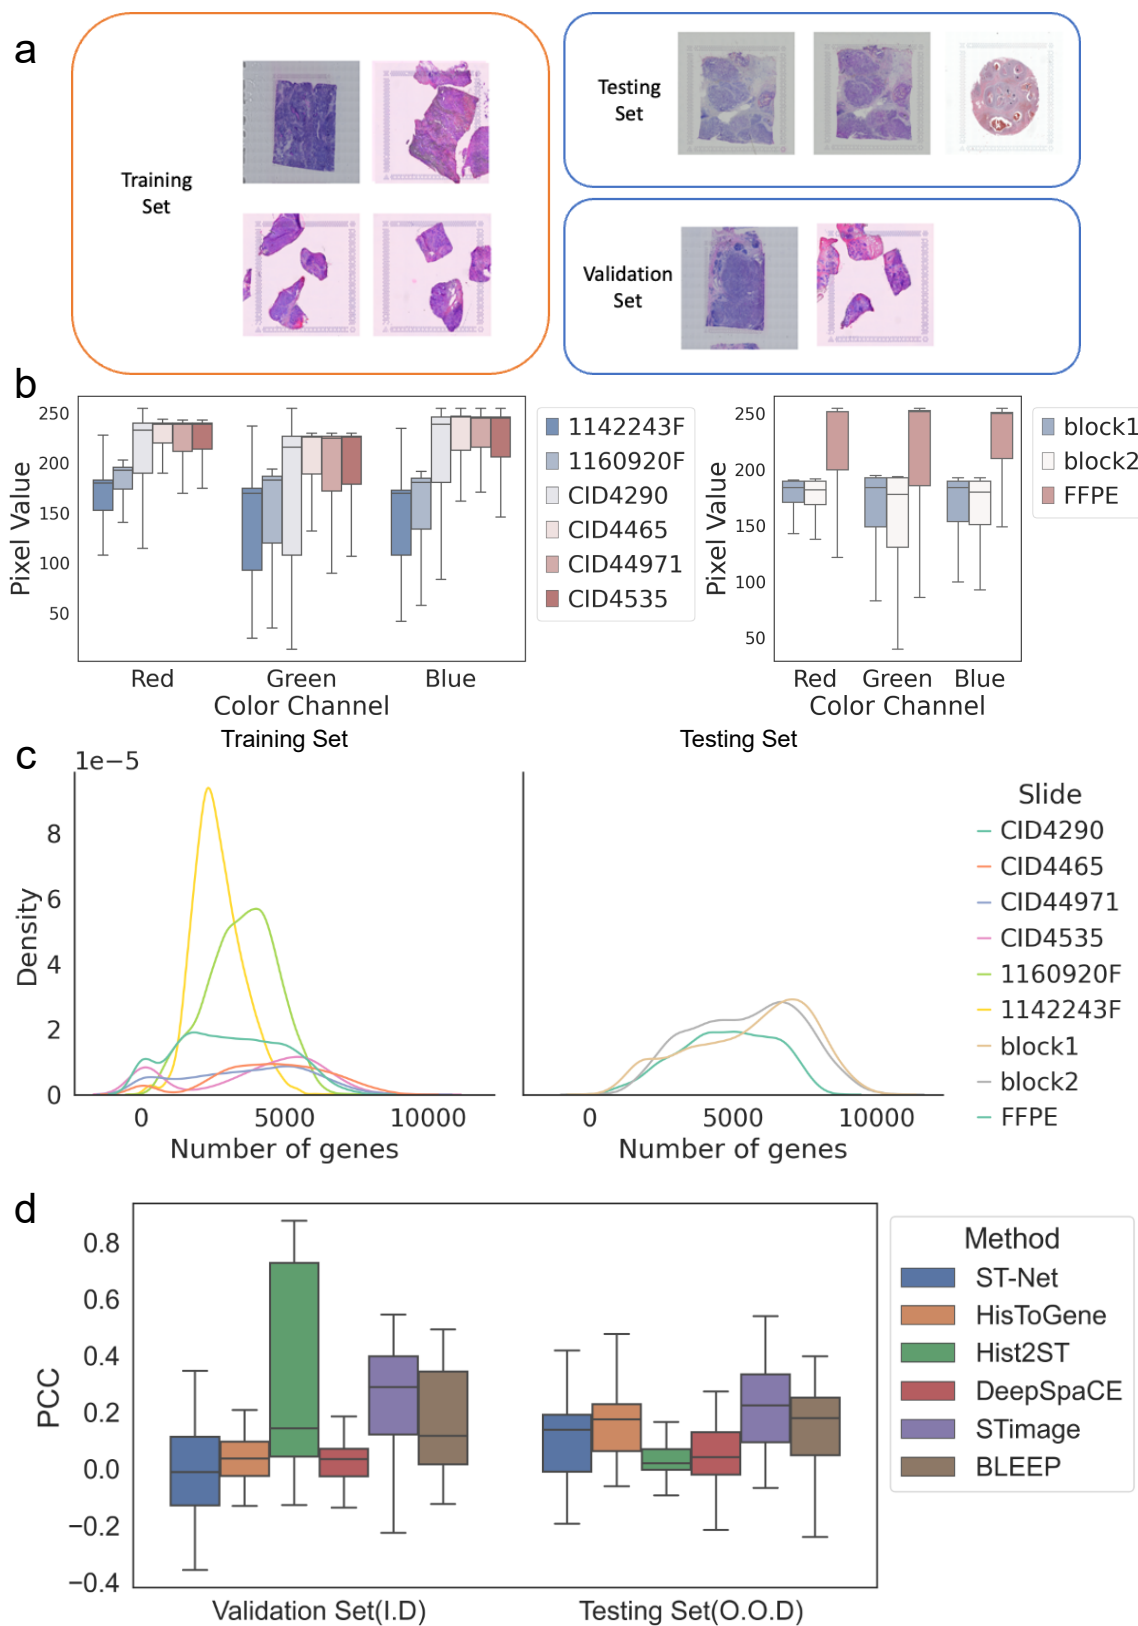 a
Training
Set
Testing
Set
Validation
Set
b
Pixel Value
250
200
150
100
50
Red Green Blue
Color Channel
Training Set
1142243F
1160920F
CID4290
CID4465
CID44971
CID4535
Pixel Value
250
200
150
100
50
Red Green Blue
Color Channel
Testing Set
block1
block2
FFPE
c
1e−5
Density
8
6
4
2
0
0 5000 10000
Number of genes
0 5000 10000
Number of genes
Slide
CID4290
CID4465
CID44971
CID4535
1160920F
1142243F
block1
block2
FFPE
d
PCC
0.8
0.6
0.4
0.2
0.0
−0.2
−0.4
Validation Set(I.D)
Testing Set(O.O.D)
Method
ST-Net
HisToGene
Hist2ST
DeepSpaCE
STimage
BLEEP